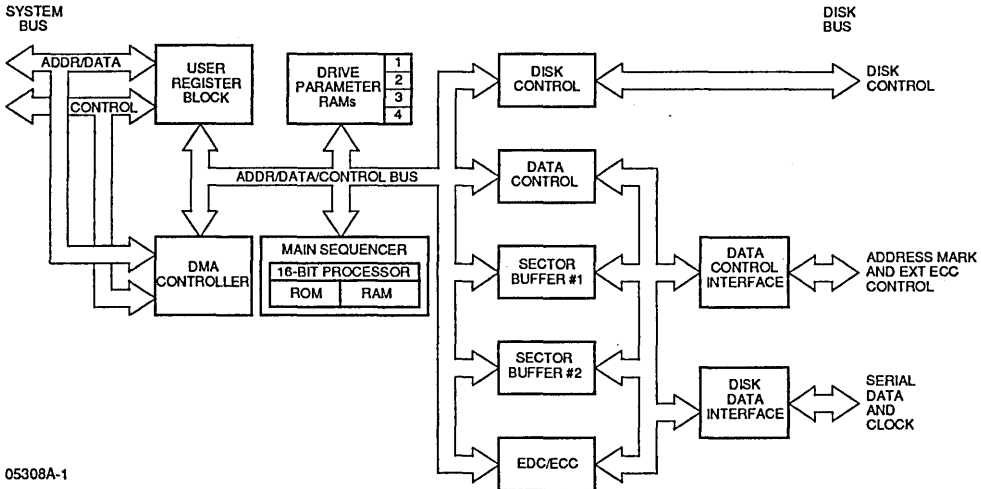 SYSTEM
BUS
DISK
BUS
ADDR/DATA
CONTROL
USER
REGISTER
BLOCK
DRIVE
PARAMETER
RAMs
1
2
3
4
DISK
CONTROL
DISK
CONTROL
ADDR/DATA/CONTROL BUS
DATA
CONTROL
DMA
CONTROLLER
MAIN SEQUENCER
16-BIT PROCESSOR
ROM
RAM
SECTOR
BUFFER #1
DATA
CONTROL
INTERFACE
ADDRESS MARK
AND EXT ECC
CONTROL
SECTOR
BUFFER #2
DISK
DATA
INTERFACE
SERIAL
DATA
AND
CLOCK
EDC/ECC
05308A-1